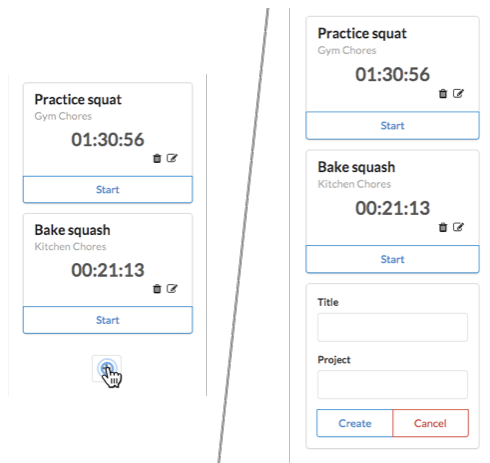 Practice squat
Gym Chores
01:30:56
Start
Bake squash
Kitchen Chores
00:21:13
Start
Practice squat
Gym Chores
01:30:56
Start
Bake squash
Kitchen Chores
00:21:13
Start
Title
Project
Create Cancel